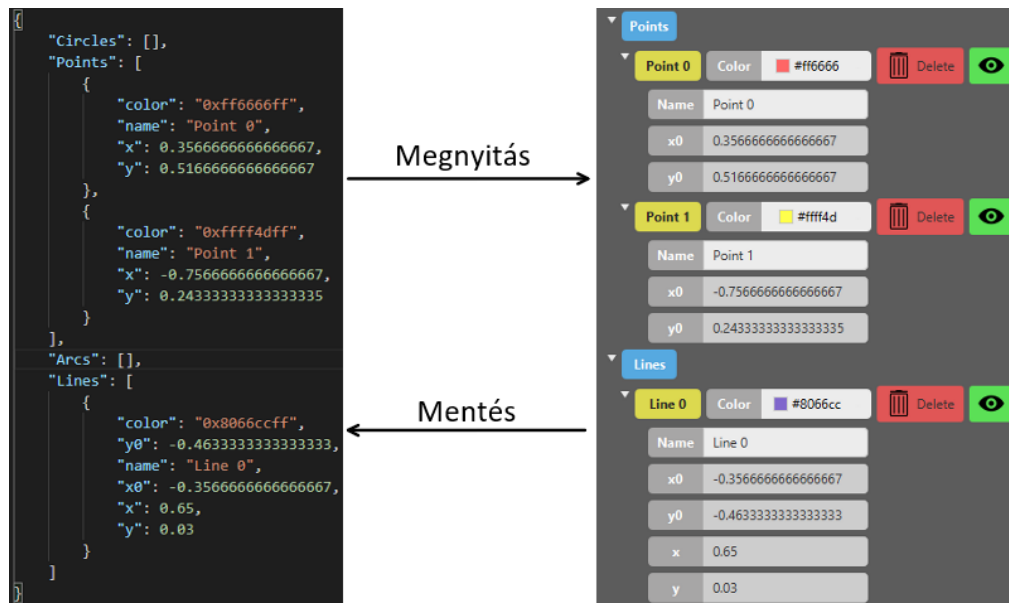 {
"Circles": [],
"Points": [
{
"color": "0xff6666ff",
"name": "Point 0",
"x": 0.3566666666666667,
"y": 0.5166666666666667
},
{
"color": "0xffff4dff",
"name": "Point 1",
"x": -0.7566666666666667,
"y": 0.24333333333333335
}
],
"Arcs": [],
"Lines": [
{
"color": "0x8066ccff",
"y0": -0.4633333333333333,
"name": "Line 0",
"x0": -0.3566666666666667,
"x": 0.65,
"y": 0.03
}
]
}
Megnyitás
Mentés
Points
Point 0 Color #ff6666 Delete
Name Point 0
x0 0.3566666666666667
y0 0.5166666666666667
Point 1 Color #ffff4d Delete
Name Point 1
x0 -0.7566666666666667
y0 0.24333333333333335
Lines
Line 0 Color #8066cc Delete
Name Line 0
x0 -0.3566666666666667
y0 -0.4633333333333333
x 0.65
y 0.03